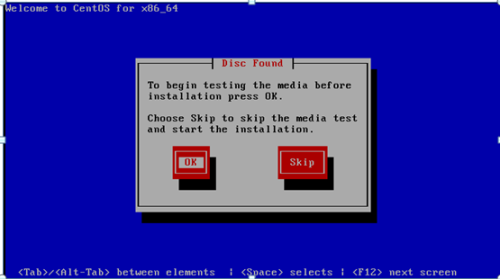 Welcome to CentOS for x86_64
Disc Found
To begin testing the media before
installation press OK.
Choose Skip to skip the media test
and start the installation.
OK
Skip
<Tab>/<Alt-Tab> between elements | <Space> selects | <F12> next screen